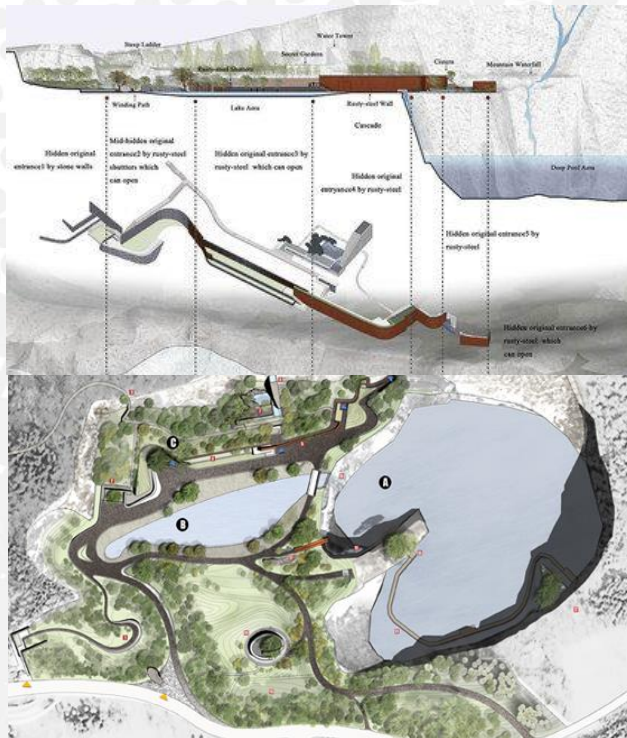 Water Tower
Steep Ladder
Secret Gardens
Cistern
Rusty-steel Shutters
Mountain Waterfall
Winding Path
Lake Area
Rusty-steel Wall
Cascade
Hidden original
entrance1 by stone walls
Mid-hidden original
entrance2 by rusty-steel
shuttters which
can open
Hidden original entrance3 by
rusty-steel which can open
Hidden original
entryance4 by rusty-steel
Deep Pool Area
Hidden original entrance5 by
rusty-steel
Hidden original entrance6 by
rusty-steel which
can open
C
A
B